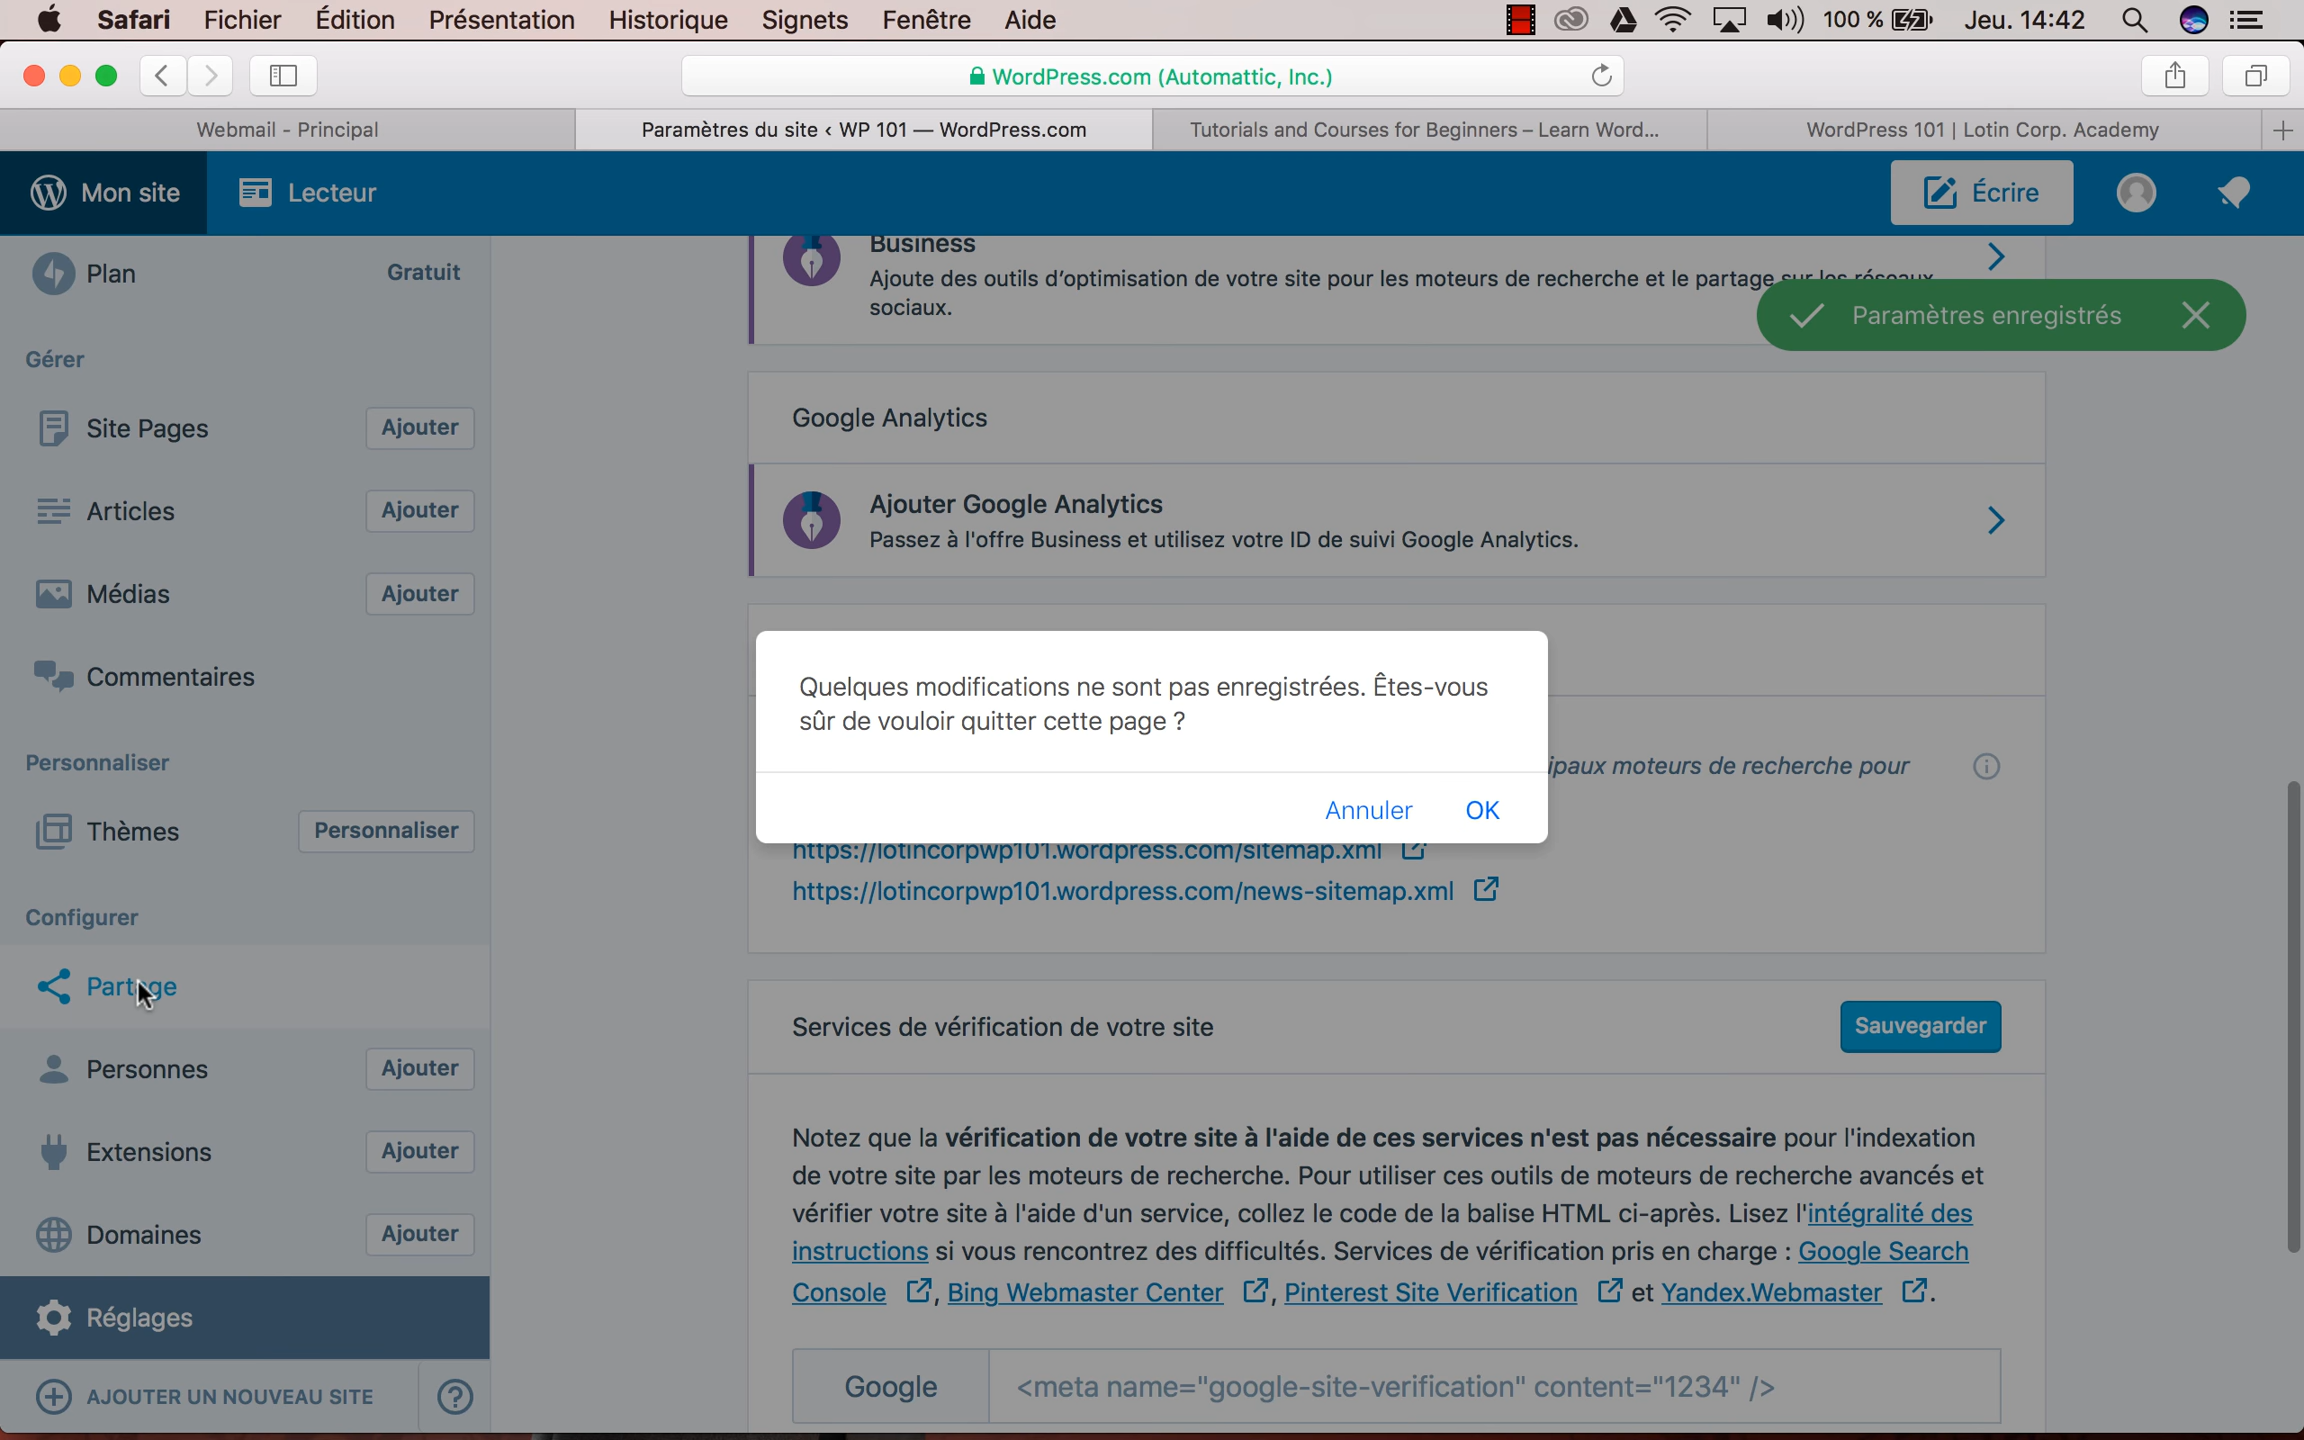 Safari Fichier Édition Présentation Historique Signets Fenêtre Aide 100 % Jeu. 14:42
WordPress.com (Automattic, Inc.)
Webmail - Principal
Paramètres du site ‹ WP 101 — WordPress.com
Tutorials and Courses for Beginners – Learn Word...
WordPress 101 | Lotin Corp. Academy
Mon site
Lecteur
Écrire
Plan Gratuit
Gérer
Site Pages Ajouter
Articles Ajouter
Médias Ajouter
Commentaires
Personnaliser
Thèmes Personnaliser
Configurer
Partage
Personnes Ajouter
Extensions Ajouter
Domaines Ajouter
Réglages
AJOUTER UN NOUVEAU SITE
Business
Ajoute des outils d'optimisation de votre site pour les moteurs de recherche et le partage sur les réseaux
sociaux.
Paramètres enregistrés
Google Analytics
Ajouter Google Analytics
Passez à l'offre Business et utilisez votre ID de suivi Google Analytics.
Quelques modifications ne sont pas enregistrées. Êtes-vous
sûr de vouloir quitter cette page ?
Annuler OK
moteurs de recherche pour
https://lotincorpwp101.wordpress.com/sitemap.xml
https://lotincorpwp101.wordpress.com/news-sitemap.xml
Services de vérification de votre site
Sauvegarder
Notez que la vérification de votre site à l'aide de ces services n'est pas nécessaire pour l'indexation
de votre site par les moteurs de recherche. Pour utiliser ces outils de moteurs de recherche avancés et
vérifier votre site à l'aide d'un service, collez le code de la balise HTML ci-après. Lisez l'intégralité des
instructions si vous rencontrez des difficultés. Services de vérification pris en charge : Google Search
Console , Bing Webmaster Center , Pinterest Site Verification et Yandex.Webmaster .
Google <meta name="google-site-verification" content="1234" />